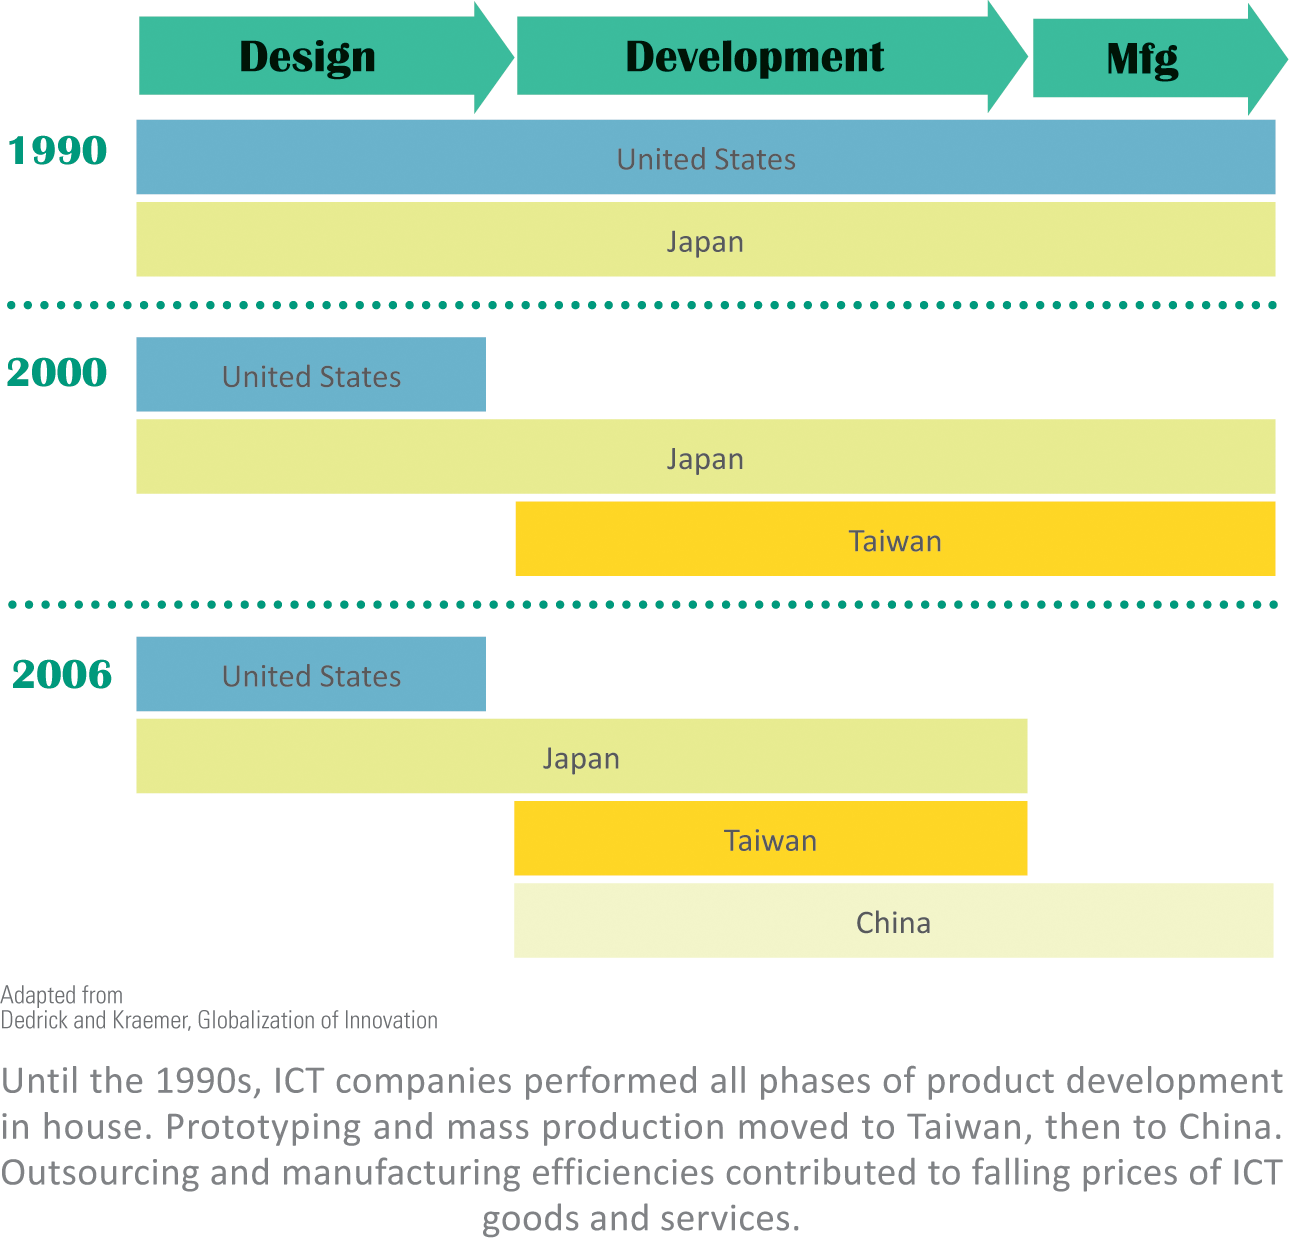 Design Development Mfg
1990
United States
Japan
2000
United States
Japan
Taiwan
2006
United States
Japan
Taiwan
China
Adapted from
Dedrick and Kraemer, Globalization of Innovation
Until the 1990s, ICT companies performed all phases of product development
in house. Prototyping and mass production moved to Taiwan, then to China.
Outsourcing and manufacturing efficiencies contributed to falling prices of ICT
goods and services.